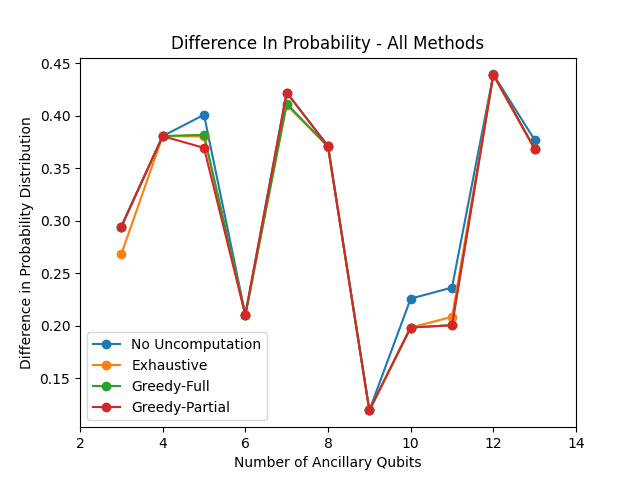 Difference In Probability - All Methods
Difference in Probability Distribution
0.45
0.40
0.35
0.30
0.25
0.20
0.15
No Uncomputation
Exhaustive
Greedy-Full
Greedy-Partial
2 4 6 8 10 12 14
Number of Ancillary Qubits